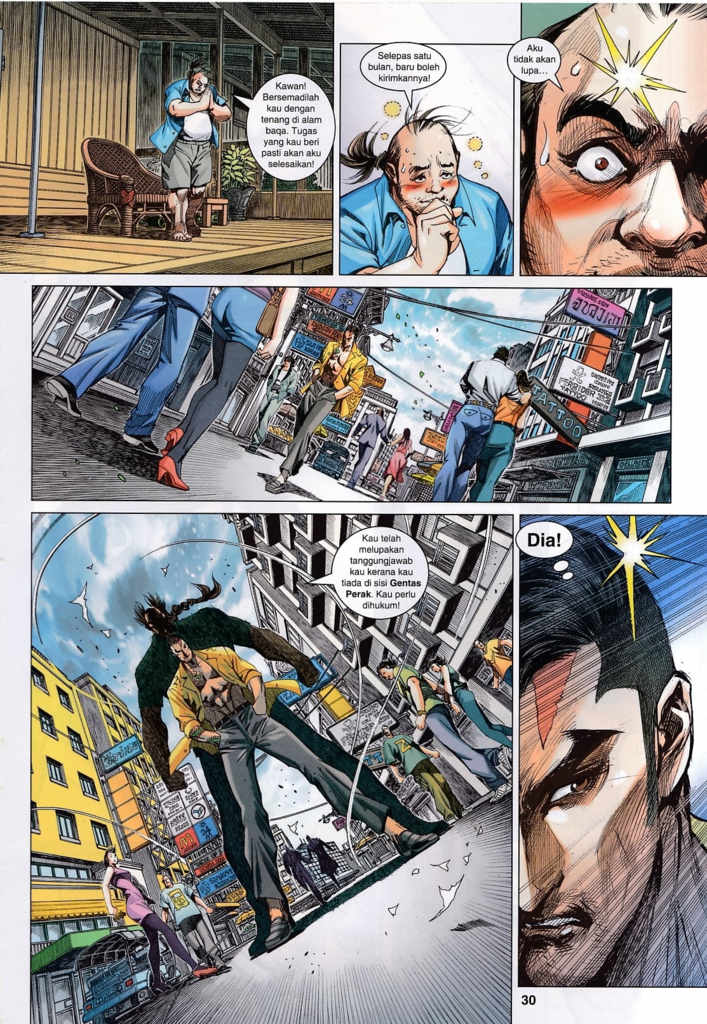 Kawan!
Bersemadilah
kau dengan
tenang di alam
baqa. Tugas
yang kau beri
pasti akan aku
selesaikan!
Selepas satu
bulan, baru boleh
kirimkannya!
Aku
tidak akan
lupa...
TATTOO
Kau telah
melupakan
tanggungjawab
kau kerana kau
tiada di sisi Gentas
Perak. Kau perlu
dihukum!
Dia!
30